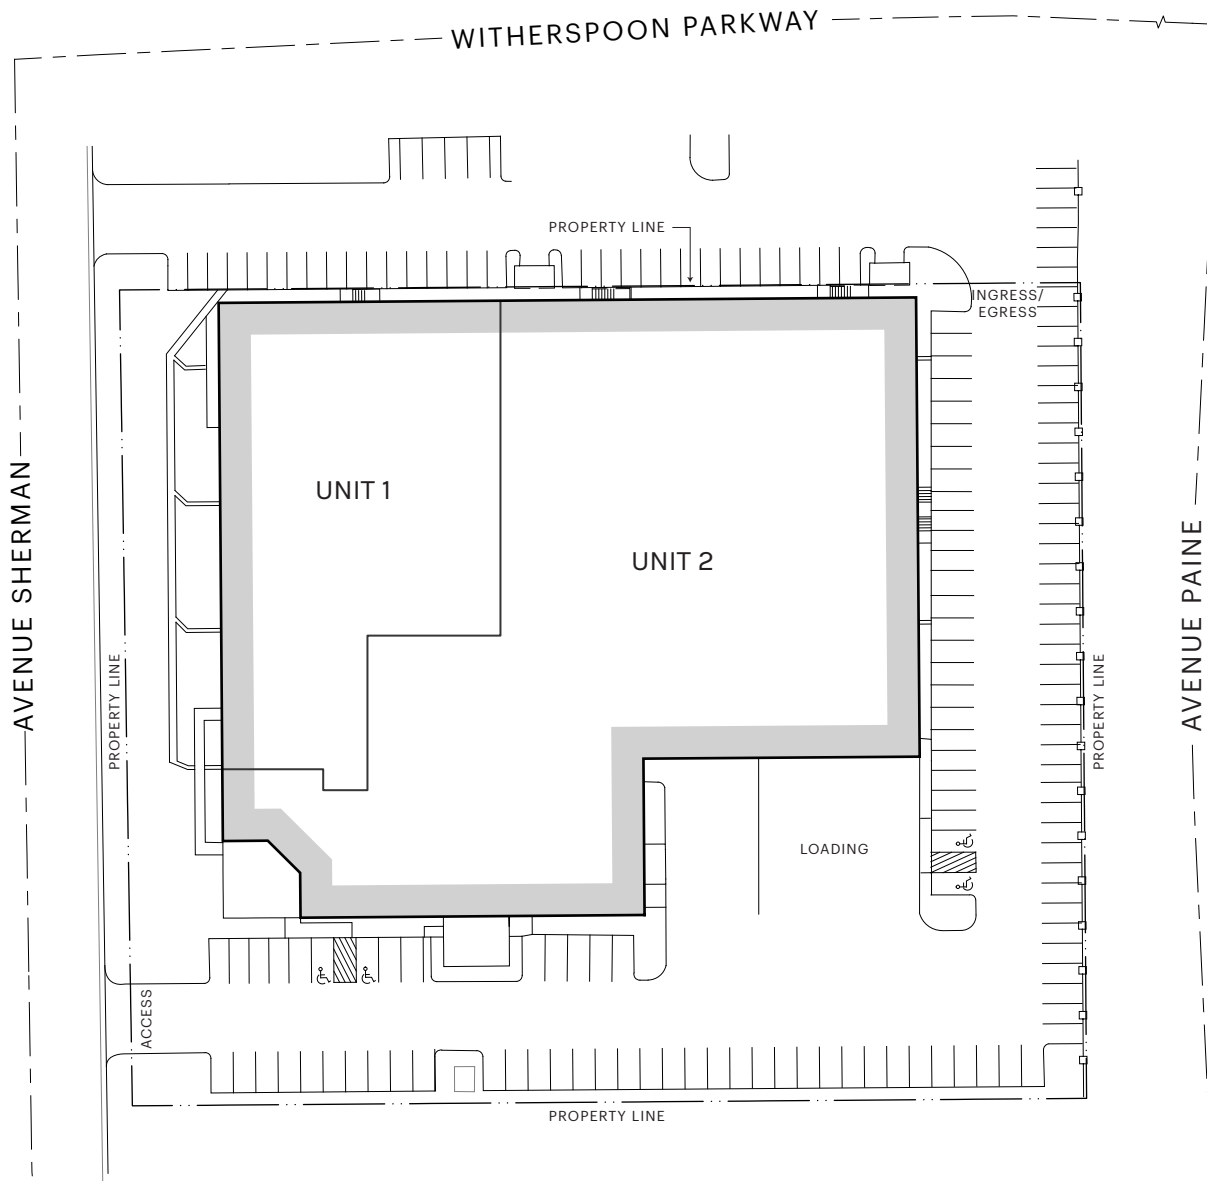 WITHERSPOON PARKWAY
PROPERTY LINE
INGRESS/
EGRESS
UNIT 1
UNIT 2
AVENUE SHERMAN
AVENUE PAINE
PROPERTY LINE
PROPERTY LINE
LOADING
ACCESS
PROPERTY LINE